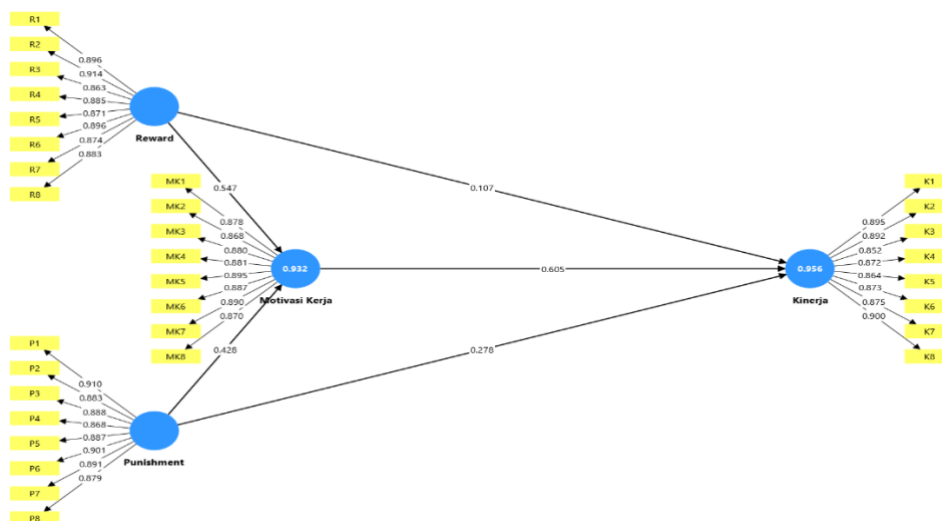 R1
R2
R3
R4
R5
R6
R7
R8
0.896
0.914
0.863
0.885
0.871
0.896
0.874
0.883
Reward
0.547
0.107
MK1
MK2
MK3
MK4
MK5
MK6
MK7
MK8
0.878
0.868
0.880
0.881
0.895
0.887
0.890
0.870
0.932
Motivasi Kerja
0.605
0.428
0.278
P1
P2
P3
P4
P5
P6
P7
P8
0.910
0.883
0.888
0.868
0.887
0.901
0.891
0.879
Punishment
0.956
Kinerja
0.895
0.892
0.852
0.872
0.864
0.873
0.875
0.900
K1
K2
K3
K4
K5
K6
K7
K8